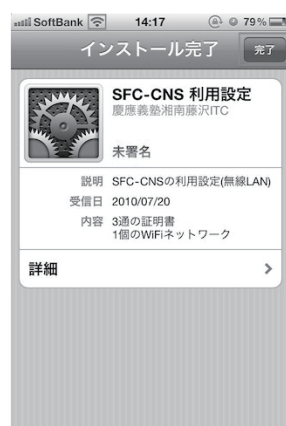 SoftBank 14:17 79%
インストール完了 完了
SFC-CNS 利用設定
慶應義塾湘南藤沢ITC
未署名
説明 SFC-CNSの利用設定(無線LAN)
受信日 2010/07/20
内容 3通の証明書
1個のWiFiネットワーク
詳細